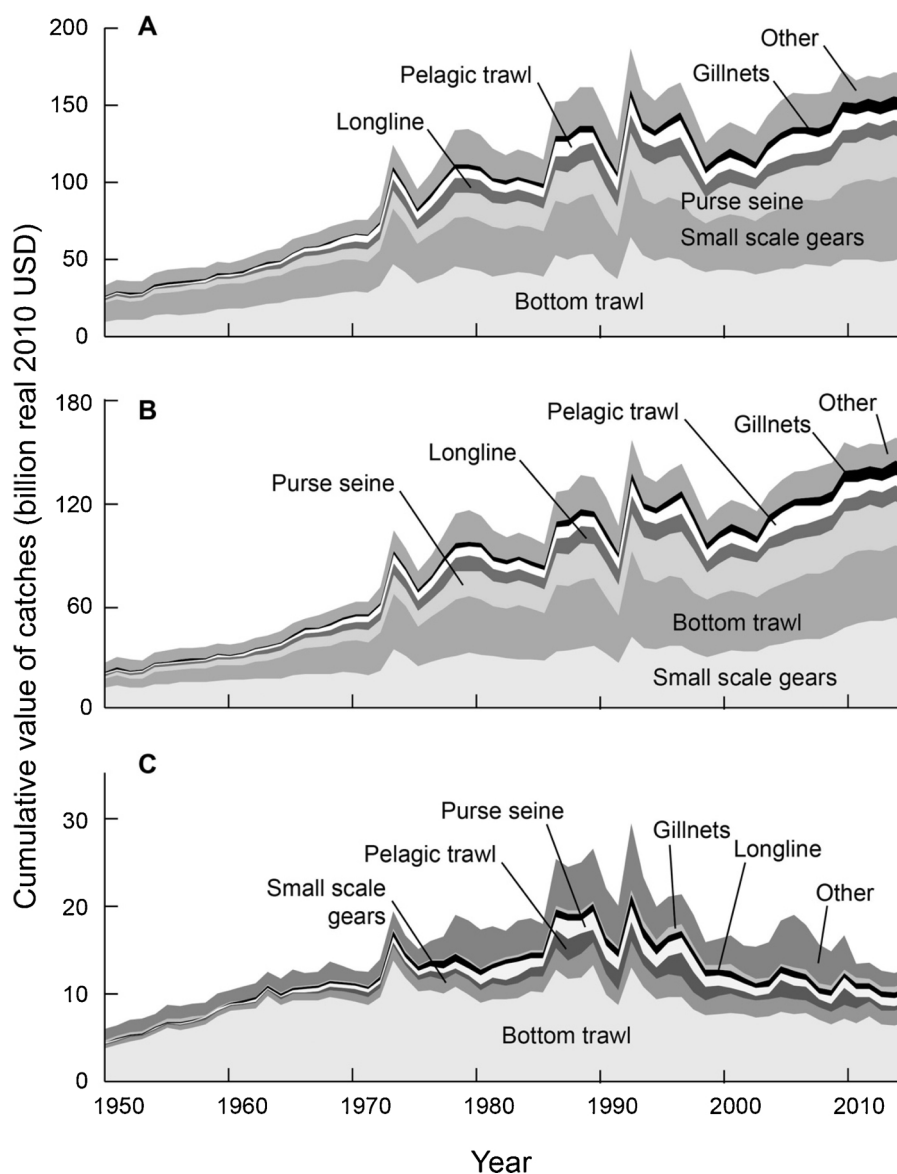 Cumulative value of catches (billion real 2010 USD)
A
200
150
100
50
0
Other
Gillnets
Pelagic trawl
Longline
Purse seine
Small scale gears
Bottom trawl
B
180
120
60
0
Other
Gillnets
Pelagic trawl
Longline
Purse seine
Bottom trawl
Small scale gears
C
30
20
10
0
Purse seine
Gillnets
Pelagic trawl
Longline
Small scale
gears
Other
Bottom trawl
1950 1960 1970 1980 1990 2000 2010
Year